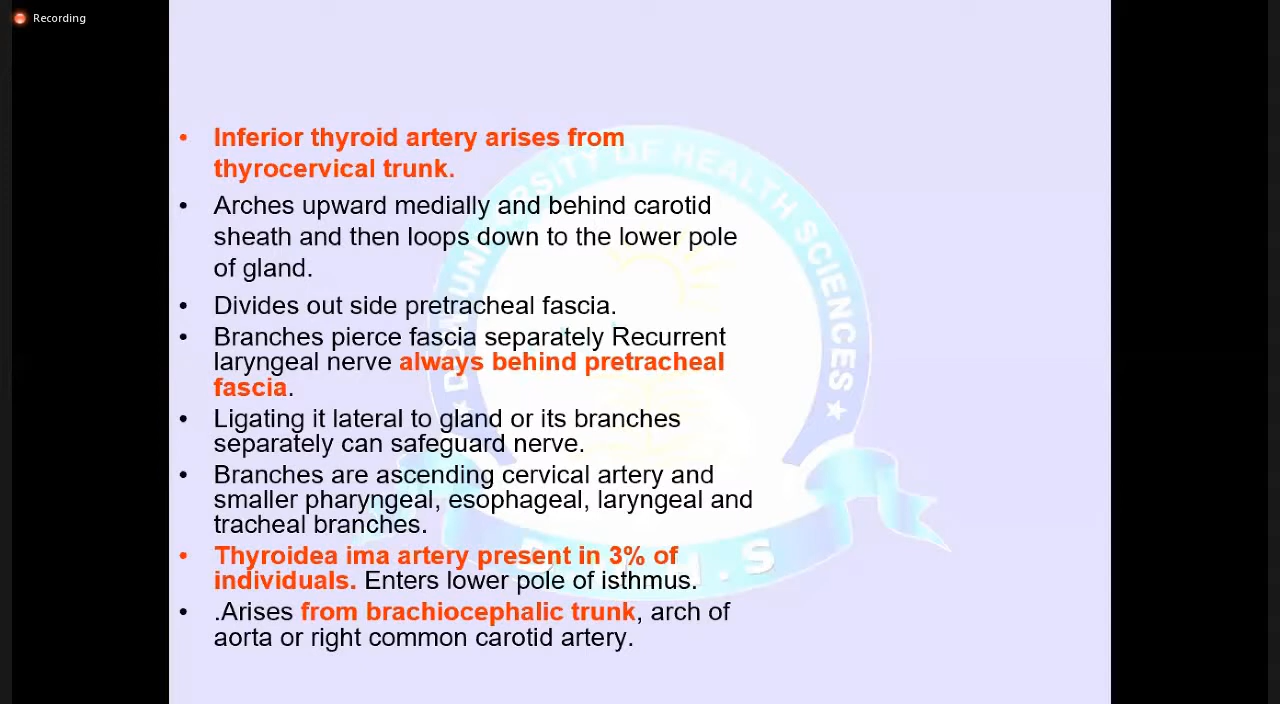 Recording
• Inferior thyroid artery arises from
thyrocervical trunk.
• Arches upward medially and behind carotid
sheath and then loops down to the lower pole
of gland.
• Divides out side pretracheal fascia.
• Branches pierce fascia separately Recurrent
laryngeal nerve always behind pretracheal
fascia.
• Ligating it lateral to gland or its branches
separately can safeguard nerve.
• Branches are ascending cervical artery and
smaller pharyngeal, esophageal, laryngeal and
tracheal branches.
• Thyroidea ima artery present in 3% of
individuals. Enters lower pole of isthmus.
• .Arises from brachiocephalic trunk, arch of
aorta or right common carotid artery.
UNIVERSITY OF HEALTH SCIENCES